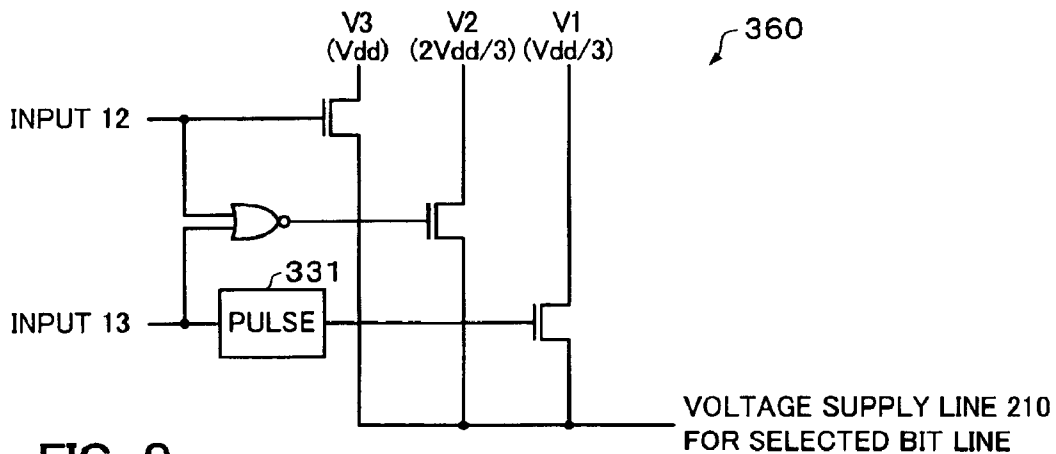 V3 V2 V1
(Vdd) (2Vdd/3) (Vdd/3)
360
INPUT 12
331
INPUT 13
PULSE
VOLTAGE SUPPLY LINE 210
FOR SELECTED BIT LINE